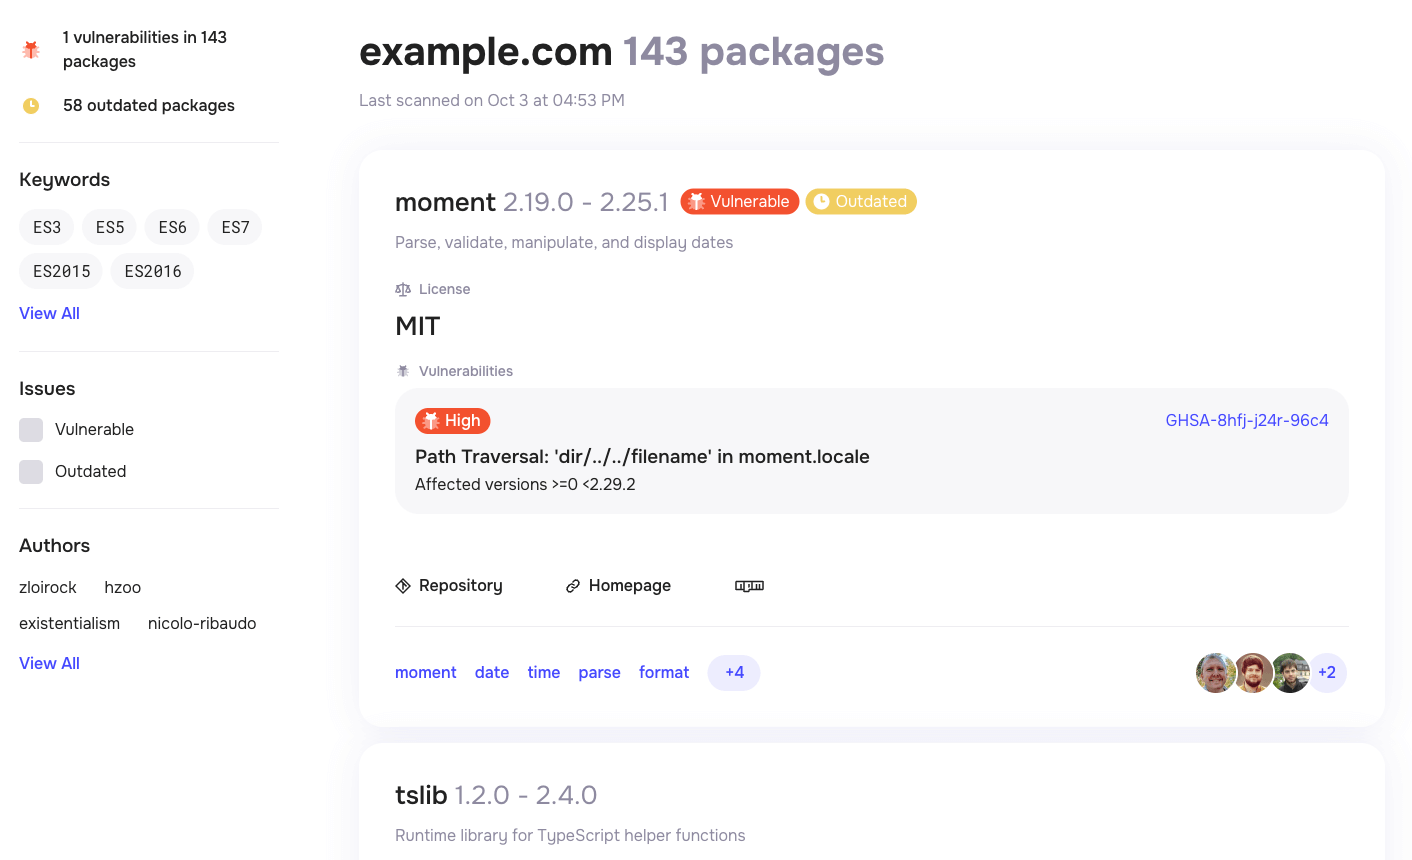 1 vulnerabilities in 143
packages
58 outdated packages
Keywords
ES3 ES5 ES6 ES7
ES2015 ES2016
View All
Issues
Vulnerable
Outdated
Authors
zloirock hzoo
existentialism nicolo-ribaudo
View All
example.com 143 packages
Last scanned on Oct 3 at 04:53 PM
moment 2.19.0 - 2.25.1 Vulnerable Outdated
Parse, validate, manipulate, and display dates
License
MIT
Vulnerabilities
High GHSA-8hfj-j24r-96c4
Path Traversal: 'dir/../../filename' in moment.locale
Affected versions >=0 <2.29.2
Repository Homepage npm
moment date time parse format +4 +2
tslib 1.2.0 - 2.4.0
Runtime library for TypeScript helper functions